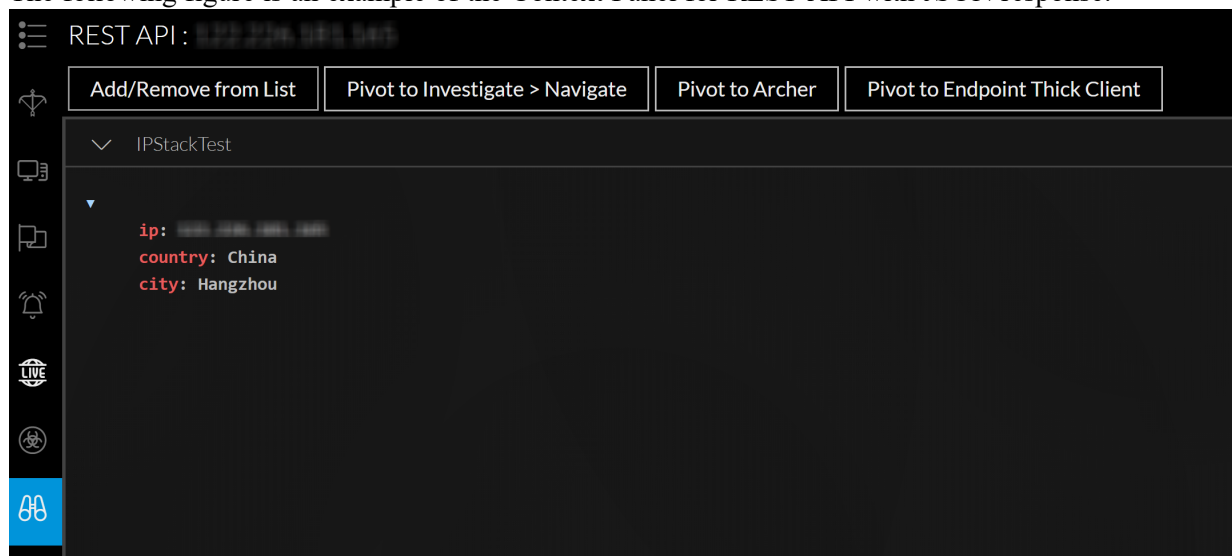 REST API :
Add/Remove from List
Pivot to Investigate > Navigate
Pivot to Archer
Pivot to Endpoint Thick Client
IPStackTest
ip:
country: China
city: Hangzhou
LIVE